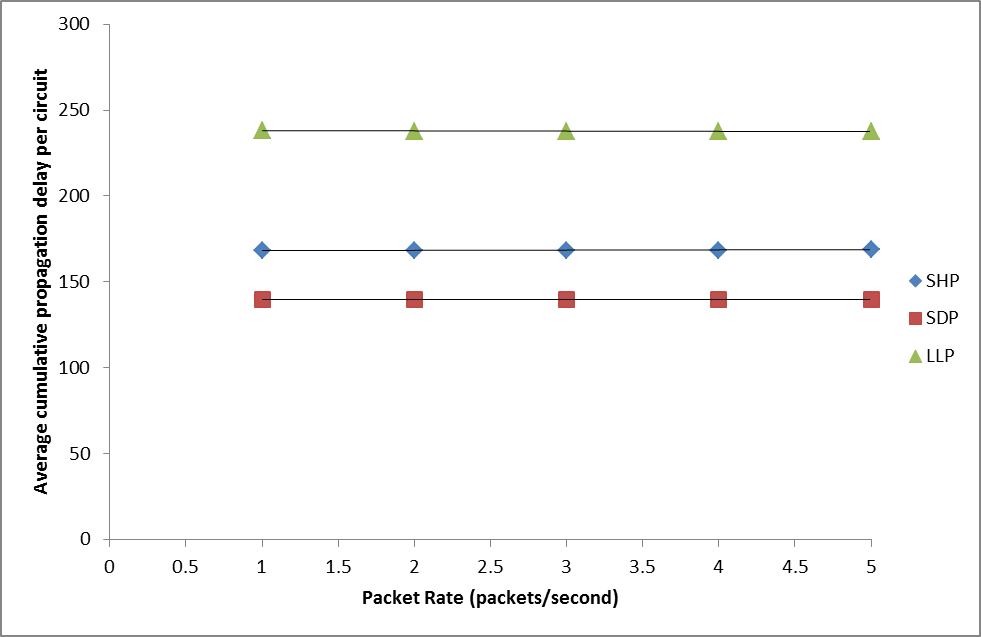 Average cumulative propagation delay per circuit
300
250
200
150
100
50
0
0 0.5 1 1.5 2 2.5 3 3.5 4 4.5 5
Packet Rate (packets/second)
SHP
SDP
LLP